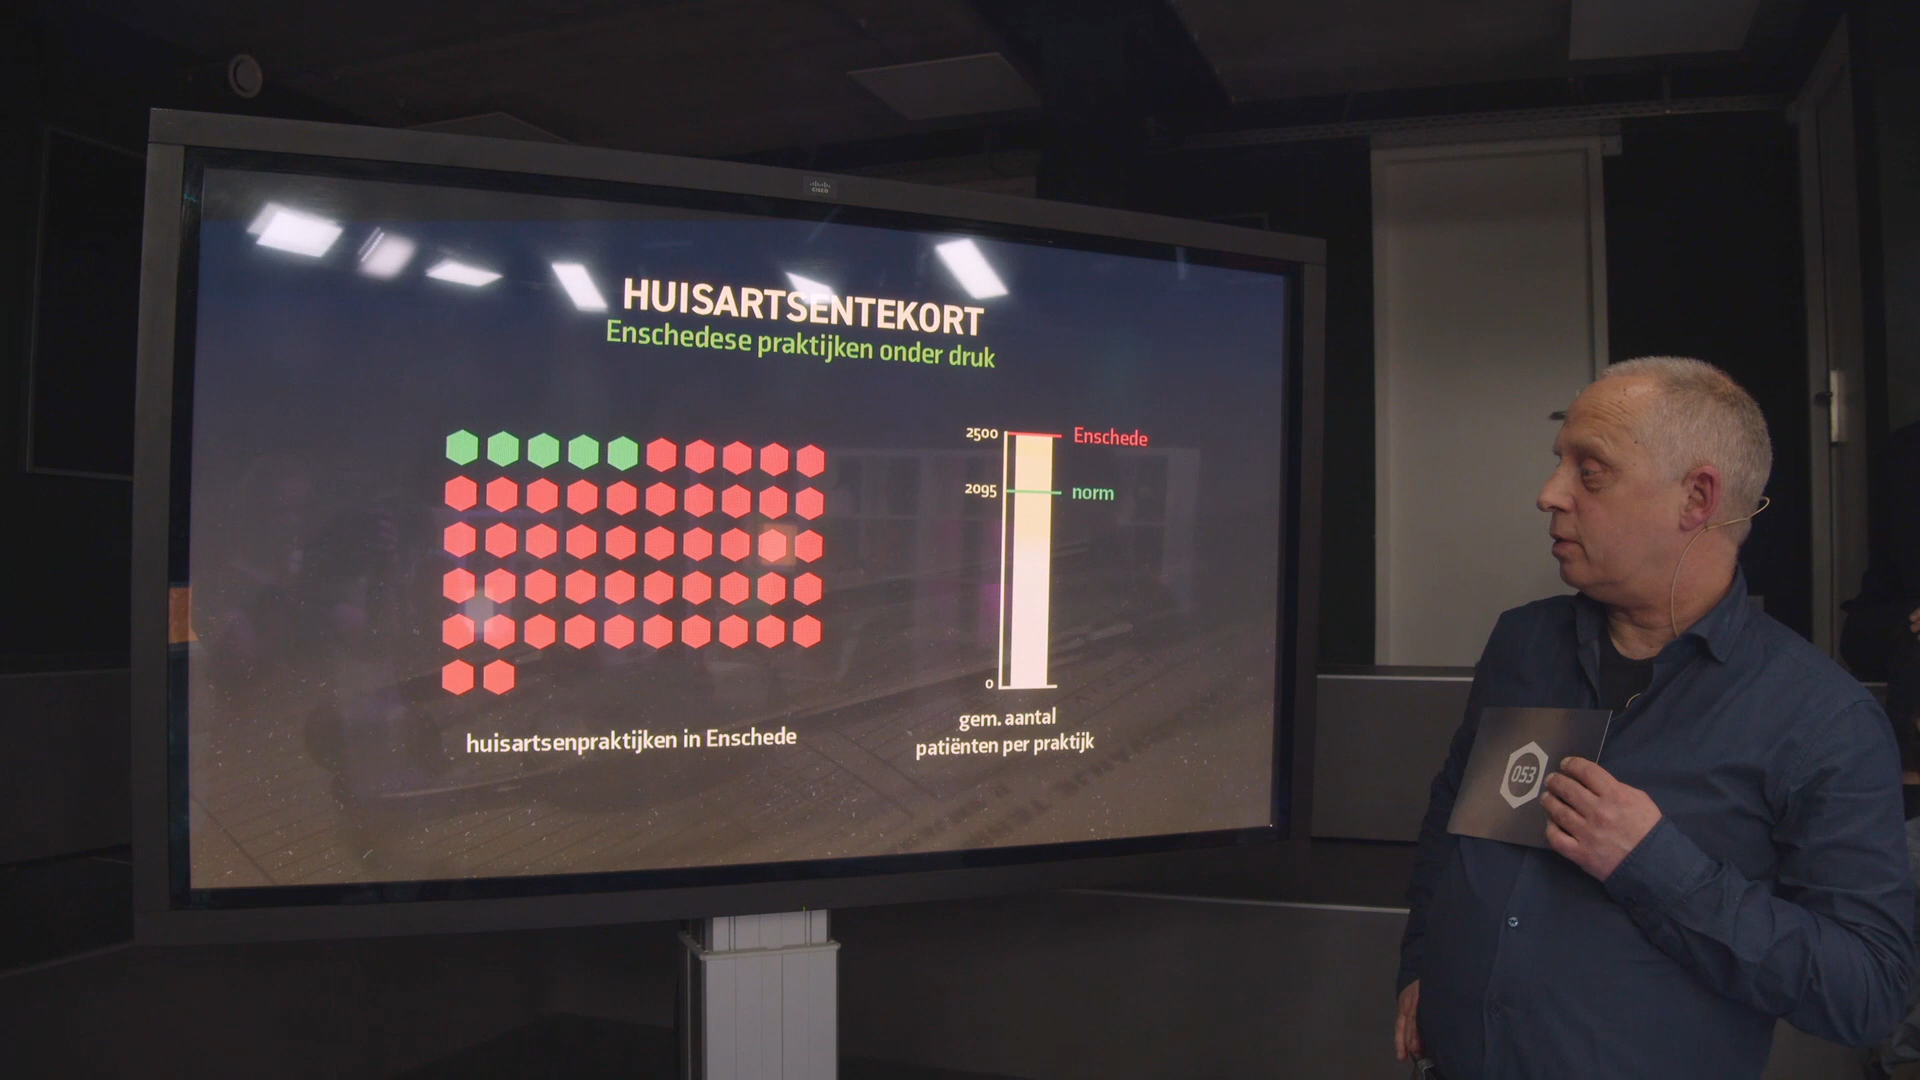 CISCO
HUISARTSENTEKORT
Enschedese praktijken onder druk
2500
Enschede
2095
norm
0
huisartsenpraktijken in Enschede
gem. aantal
patiënten per praktijk
053